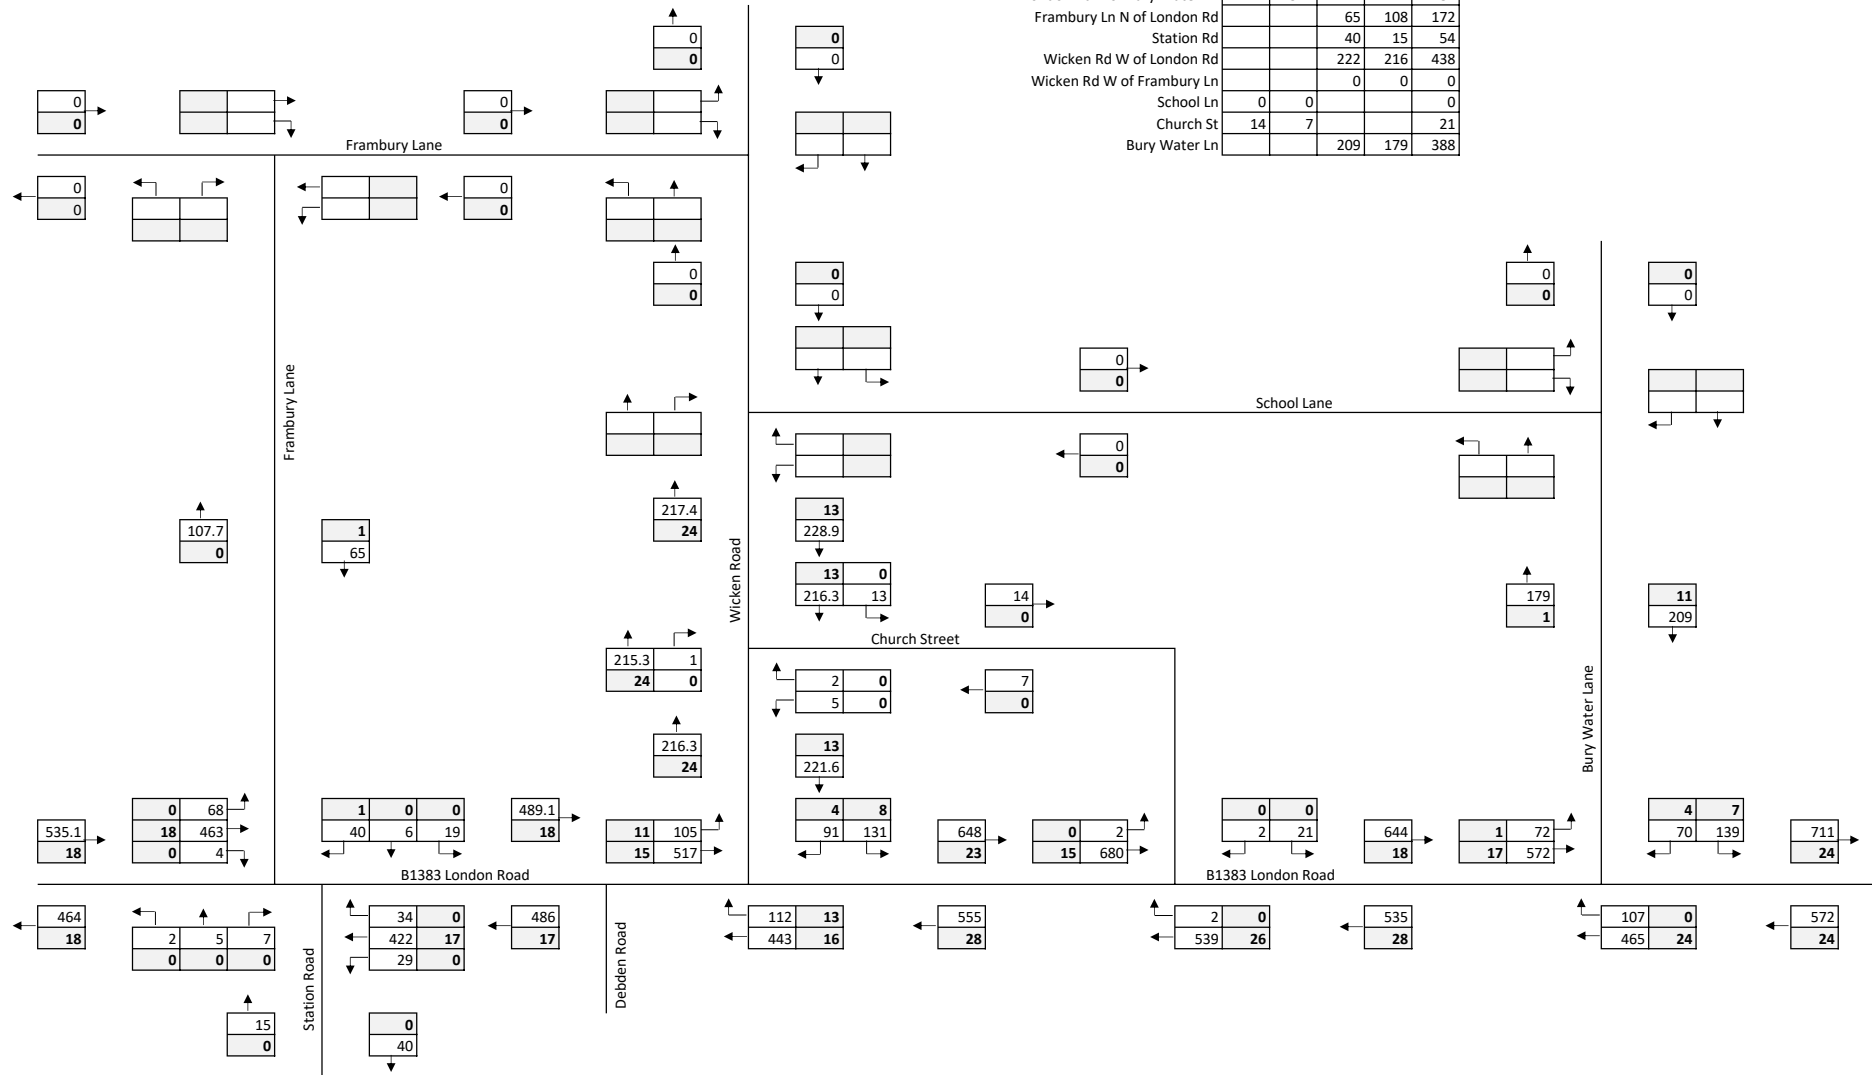 Frambury Ln N of London Rd 65 108 172
0 0 Station Rd 40 15 54
0 0 Wicken Rd W of London Rd 222 216 438
Wicken Rd W of Frambury Ln 0 0 0
0 0 School Ln 0 0 0
0 0 Church St 14 7 21
Frambury Lane Bury Water Ln 209 179 388
0 0
0 0
0 0 0 0
0 0 0 0
0
0
Frambury Lane
School Lane
0
0
217.4 13
107.7 1 24 228.9
0 65
Wicken Road
13 0
216.3 13 14 179 11
0 1 209
Church Street
215.3 1
24 0 2 0 7
5 0 0
216.3 13
24 221.6
Bury Water Lane
0 68 1 0 0 489.1 4 8 0 0 4 7
535.1 18 463 40 6 19 18 11 105 91 131 648 0 2 2 21 644 1 72 70 139 711
18 0 4 15 517 23 15 680 18 17 572 24
B1383 London Road B1383 London Road
464 34 0 486 112 13 555 2 0 535 107 0 572
18 2 5 7 422 17 17 443 16 28 539 26 28 465 24 24
0 0 0 29 0
Station Road
Debden Road
15 0
0 40